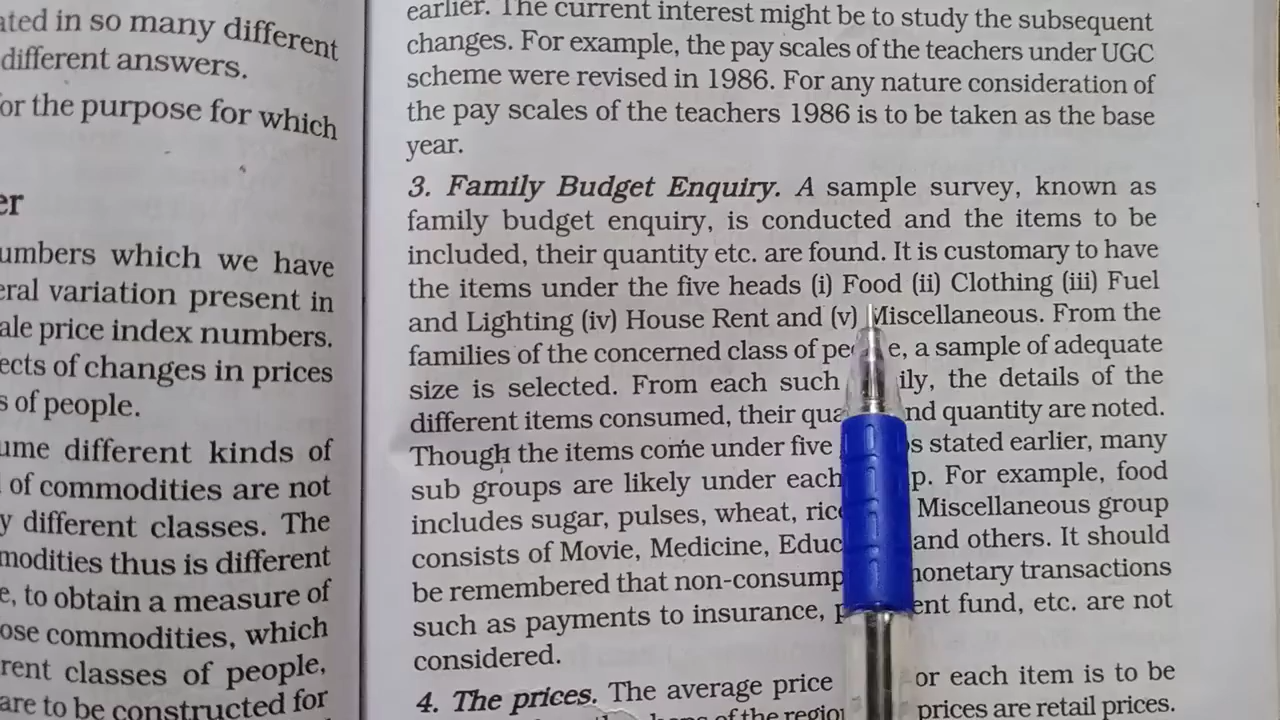 ated in so many different
different answers.
or the purpose for which
er
umbers which we have
eral variation present in
ale price index numbers.
ects of changes in prices
s of people.
ume different kinds of
of commodities are not
y different classes. The
modities thus is different
e, to obtain a measure of
ose commodities, which
rent classes of people,
are to be constructed for
earlier. The current interest might be to study the subsequent
changes. For example, the pay scales of the teachers under UGC
scheme were revised in 1986. For any nature consideration of
the pay scales of the teachers 1986 is to be taken as the base
year.
3. Family Budget Enquiry. A sample survey, known as
family budget enquiry, is conducted and the items to be
included, their quantity etc. are found. It is customary to have
the items under the five heads (i) Food (ii) Clothing (iii) Fuel
and Lighting (iv) House Rent and (v) Miscellaneous. From the
families of the concerned class of pe e, a sample of adequate
size is selected. From each such ily, the details of the
different items consumed, their qua nd quantity are noted.
Though the items come under five s stated earlier, many
sub groups are likely under each p. For example, food
includes sugar, pulses, wheat, ric Miscellaneous group
consists of Movie, Medicine, Educ and others. It should
be remembered that non-consump monetary transactions
such as payments to insurance, p ent fund, etc. are not
considered.
4. The prices. The average price or each item is to be
of the region prices are retail prices.